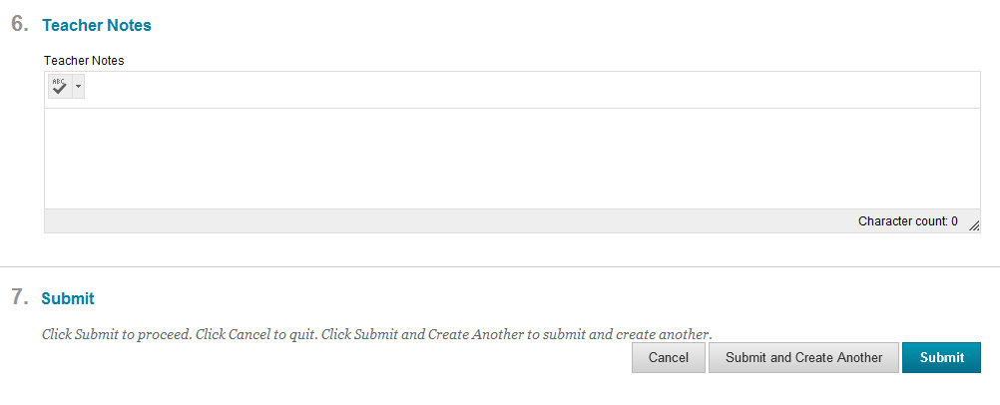 6. Teacher Notes
Teacher Notes
ABC
Character count: 0
7. Submit
Click Submit to proceed. Click Cancel to quit. Click Submit and Create Another to submit and create another.
Cancel Submit and Create Another Submit